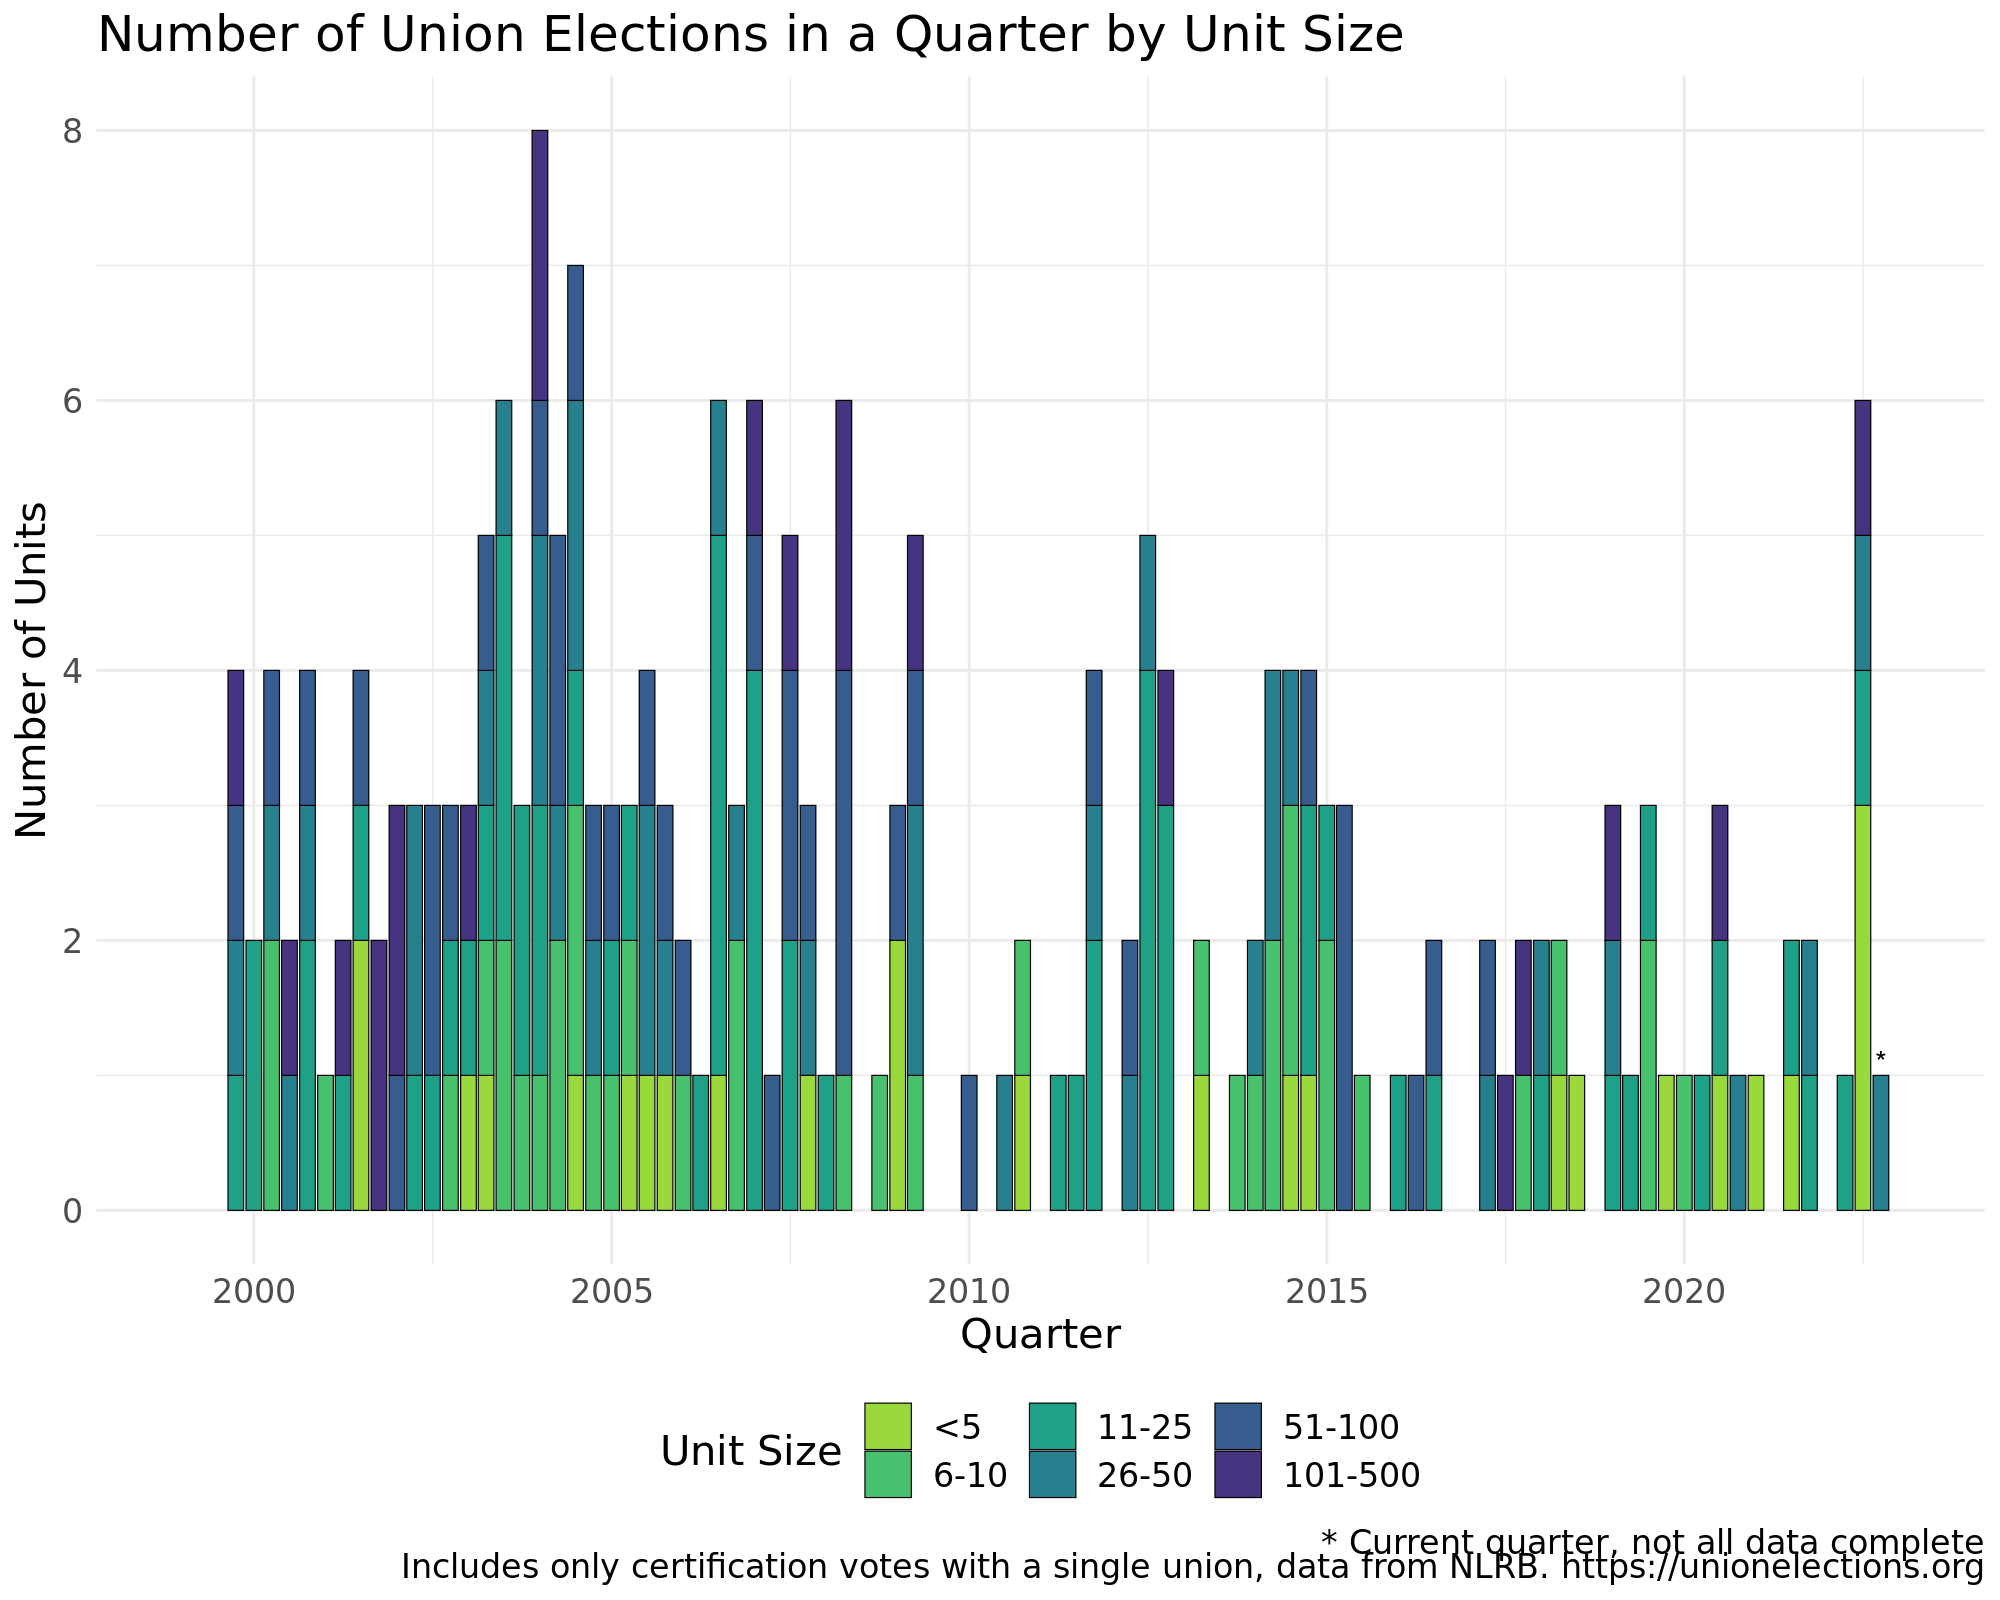 Number of Union Elections in a Quarter by Unit Size
Number of Units
8
6
4
2
0
*
2000 2005 2010 2015 2020
Quarter
Unit Size
<5 11-25 51-100
6-10 26-50 101-500
* Current quarter, not all data complete
Includes only certification votes with a single union, data from NLRB. https://unionelections.org